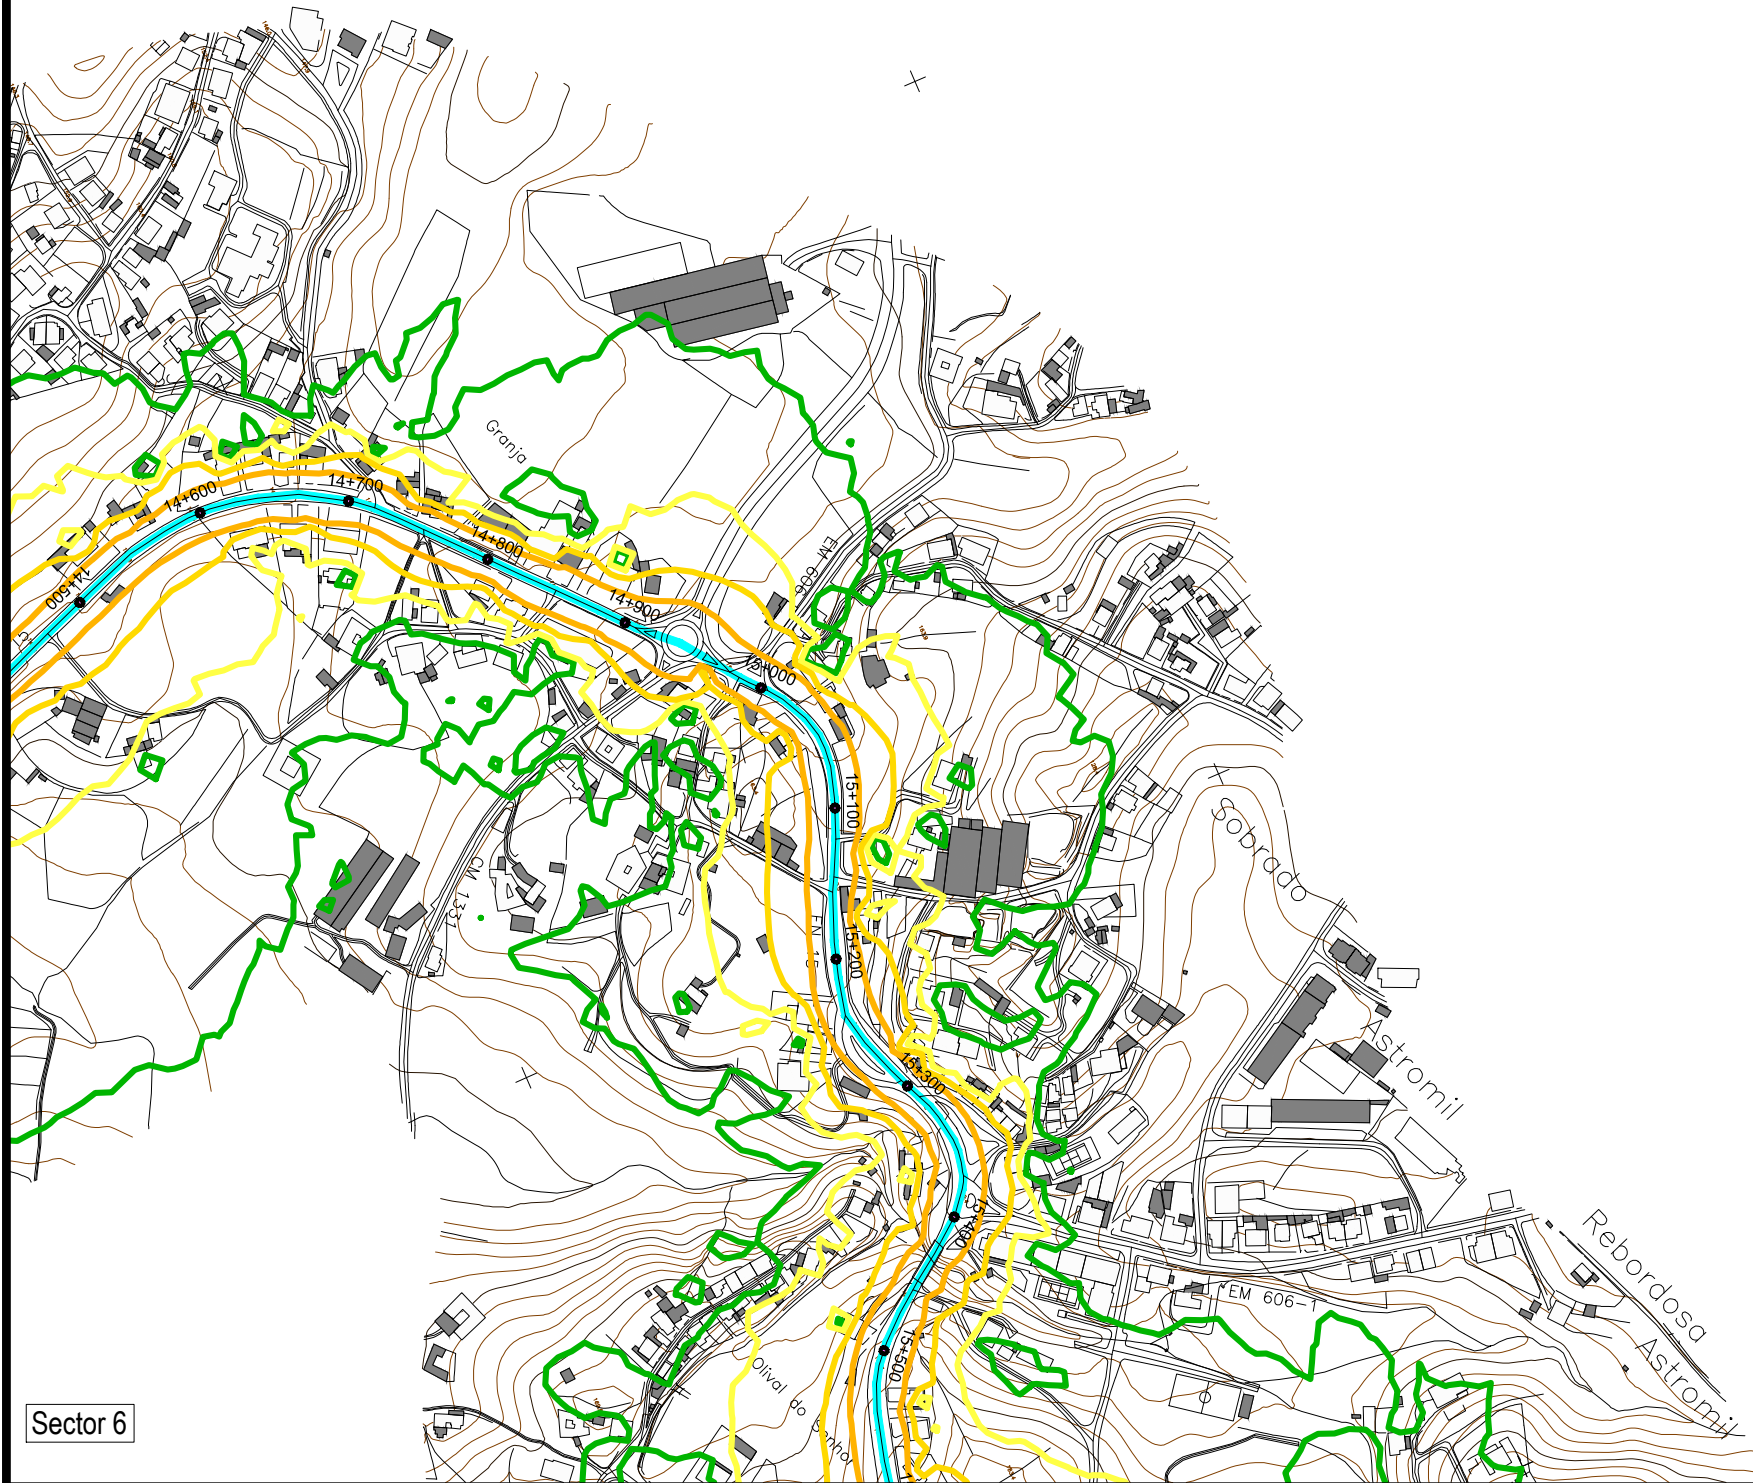 Granja
14+700
14+600
14+800
EM 606
14+500
14+900
15+000
15+100
Sobrado
CM 1337
EN 15
15+200
Astromil
15+300
15+400
Rebordosa
EM 606-1
15+500
Astromil
Olival
do
Senhor
Sector 6